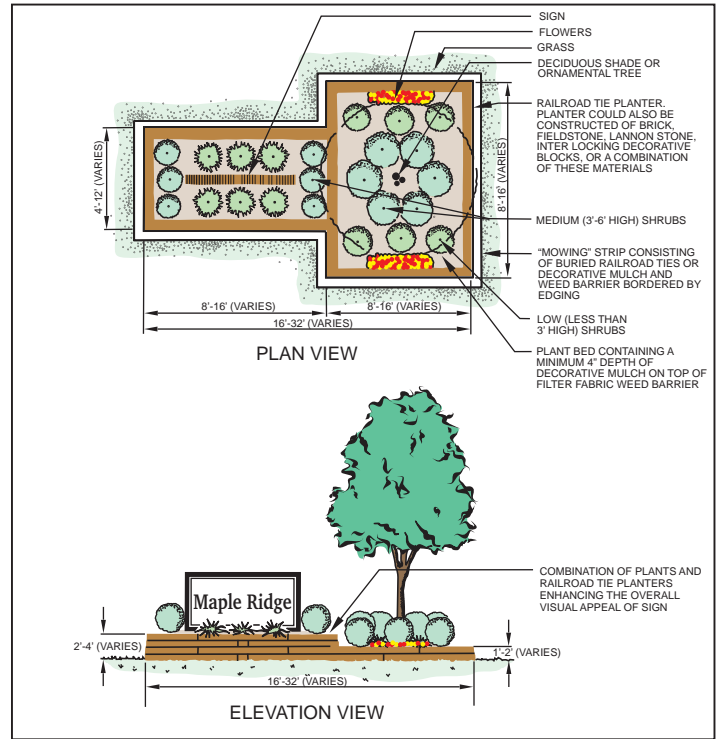 SIGN
FLOWERS
GRASS
DECIDUOUS SHADE OR
ORNAMENTAL TREE
RAILROAD TIE PLANTER.
PLANTER COULD ALSO BE
CONSTRUCTED OF BRICK,
FIELDSTONE, LANNON STONE,
INTER LOCKING DECORATIVE
BLOCKS, OR A COMBINATION
OF THESE MATERIALS
4'-12' (VARIES)
8'-16' (VARIES)
MEDIUM (3'-6' HIGH) SHRUBS
"MOWING" STRIP CONSISTING
OF BURIED RAILROAD TIES OR
DECORATIVE MULCH AND
WEED BARRIER BORDERED BY
EDGING
8'-16' (VARIES)
8'-16' (VARIES)
16'-32' (VARIES)
LOW (LESS THAN
3' HIGH) SHRUBS
PLAN VIEW
PLANT BED CONTAINING A
MINIMUM 4" DEPTH OF
DECORATIVE MULCH ON TOP OF
FILTER FABRIC WEED BARRIER
COMBINATION OF PLANTS AND
RAILROAD TIE PLANTERS
ENHANCING THE OVERALL
VISUAL APPEAL OF SIGN
Maple Ridge
2'-4' (VARIES)
1'-2' (VARIES)
16'-32' (VARIES)
ELEVATION VIEW